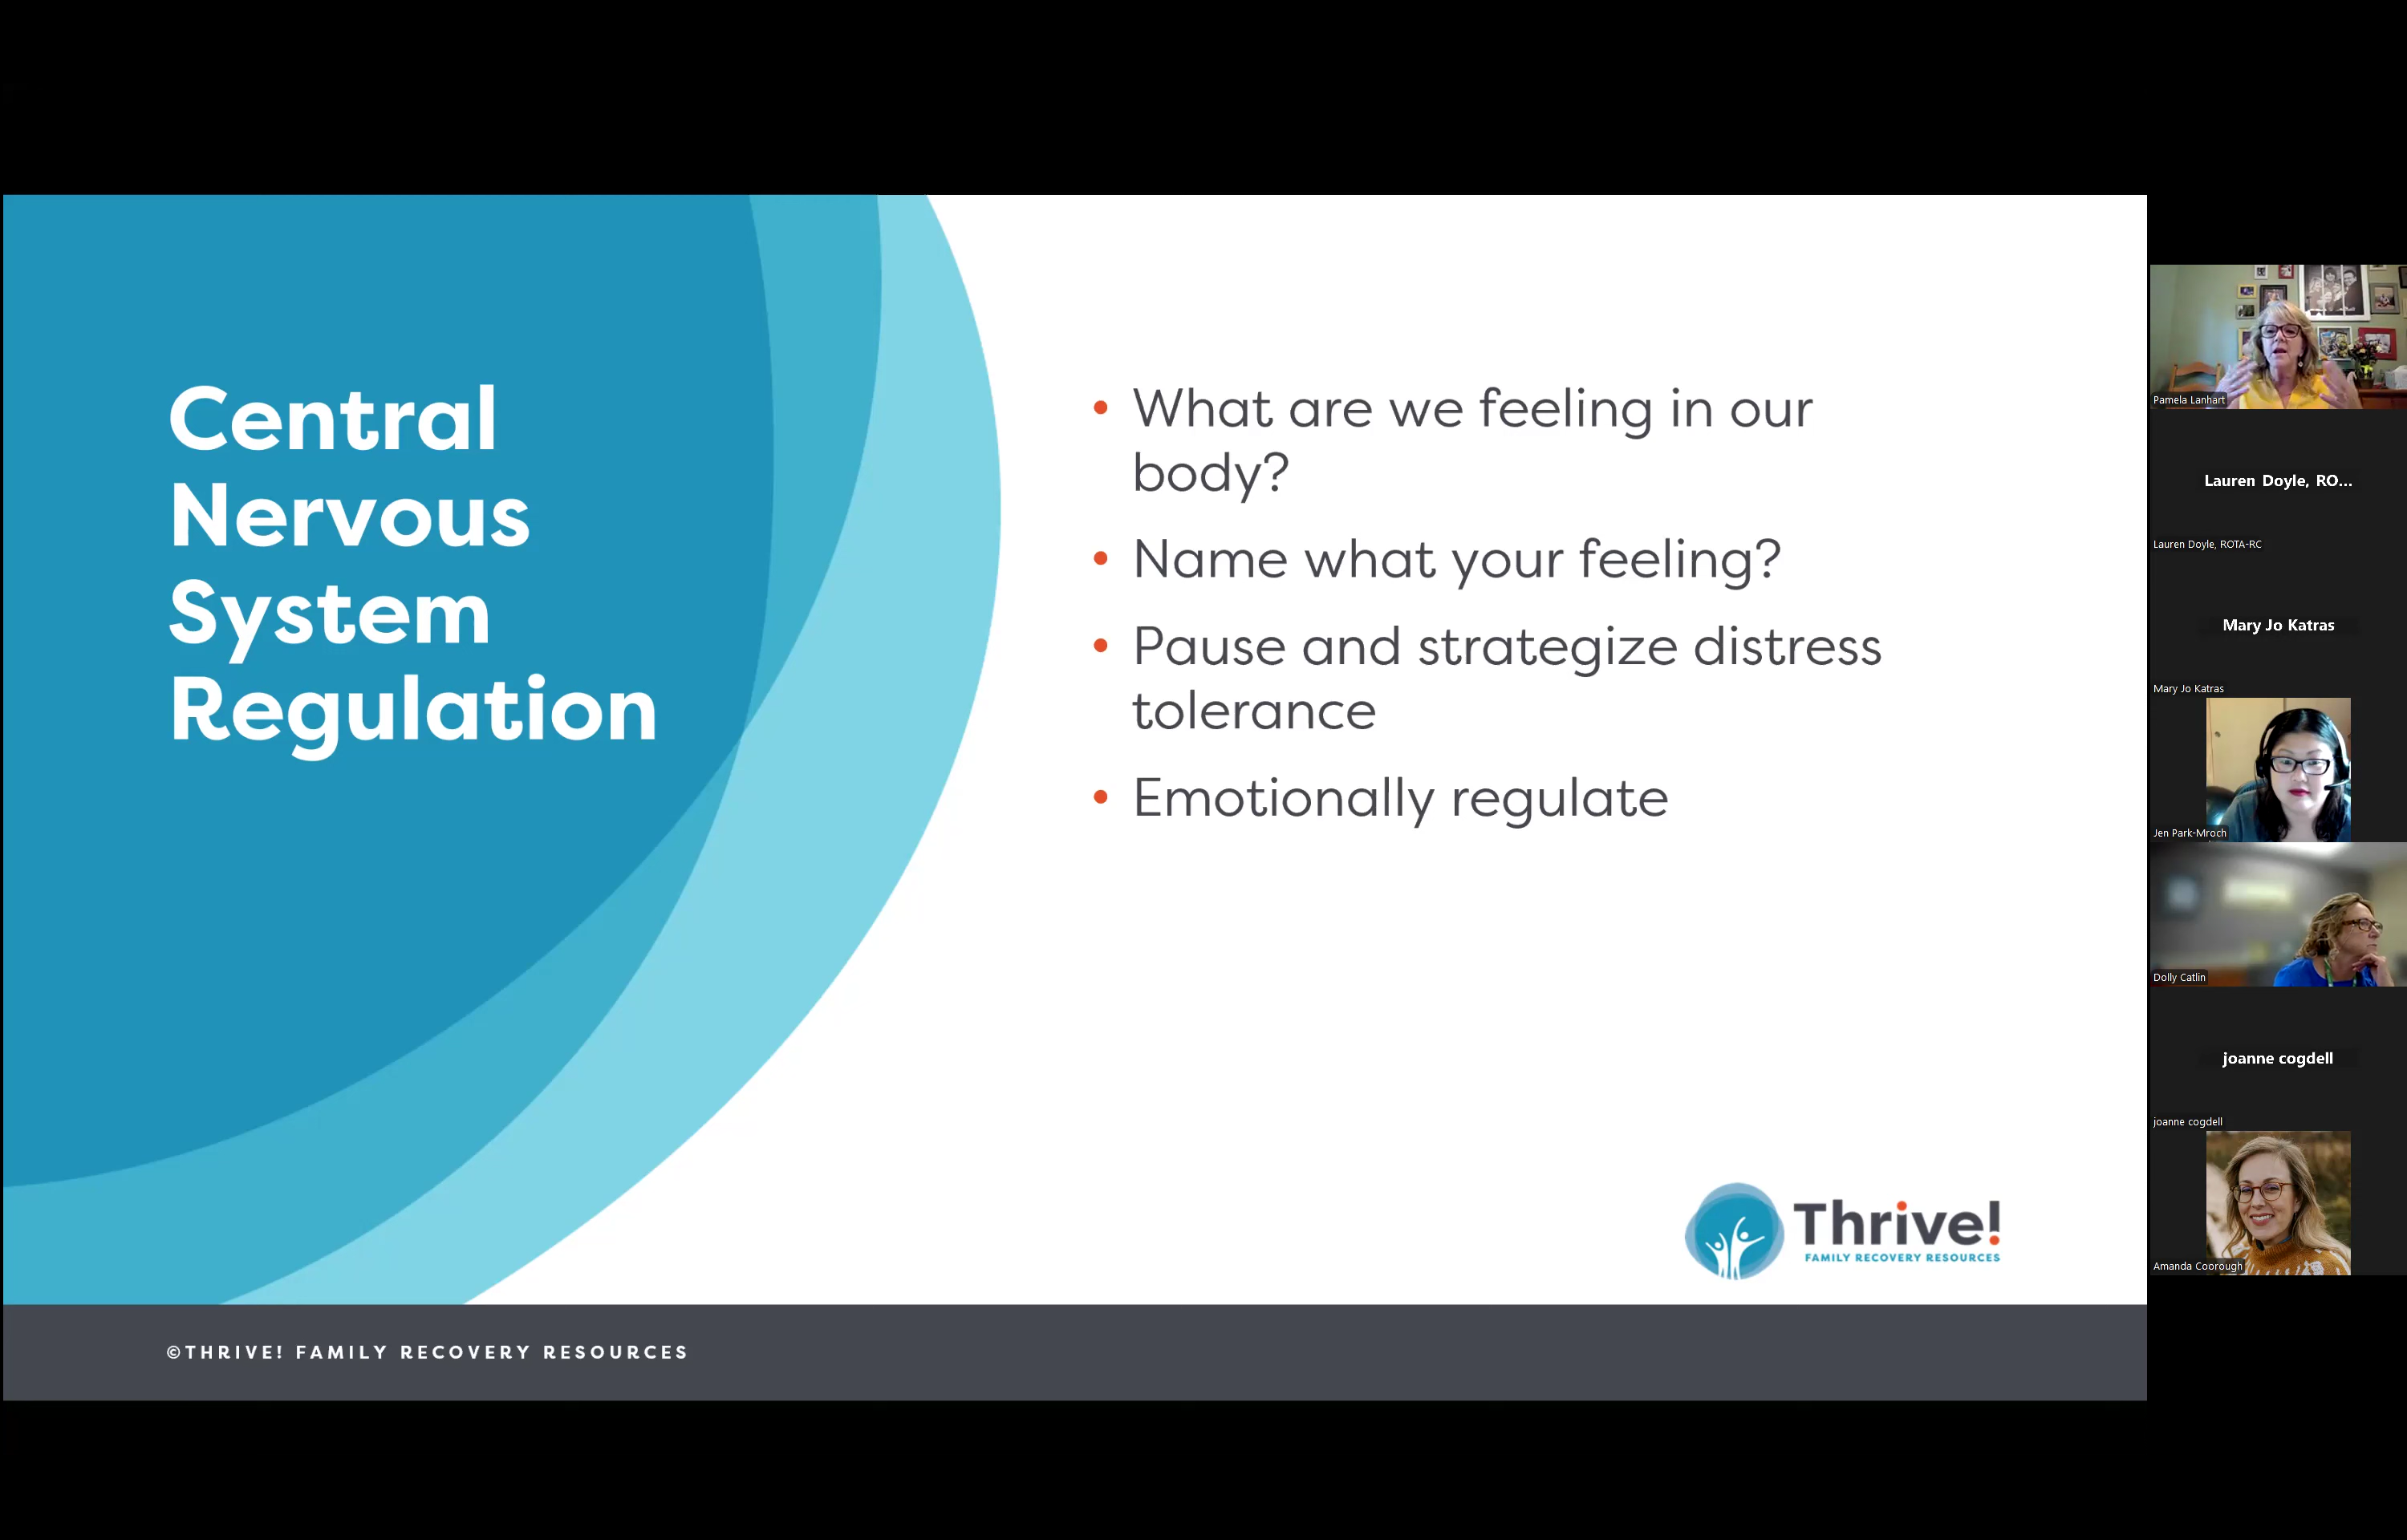 Central
Nervous
System
Regulation
• What are we feeling in our
body?
• Name what your feeling?
• Pause and strategize distress
tolerance
• Emotionally regulate
Thrive!
FAMILY RECOVERY RESOURCES
©THRIVE! FAMILY RECOVERY RESOURCES
Pamela Lanhart
Lauren Doyle, RO...
Lauren Doyle, ROTA-RC
Mary Jo Katras
Mary Jo Katras
Jen Park-Mroch
Dolly Catlin
joanne cogdell
joanne cogdell
Amanda Coorough